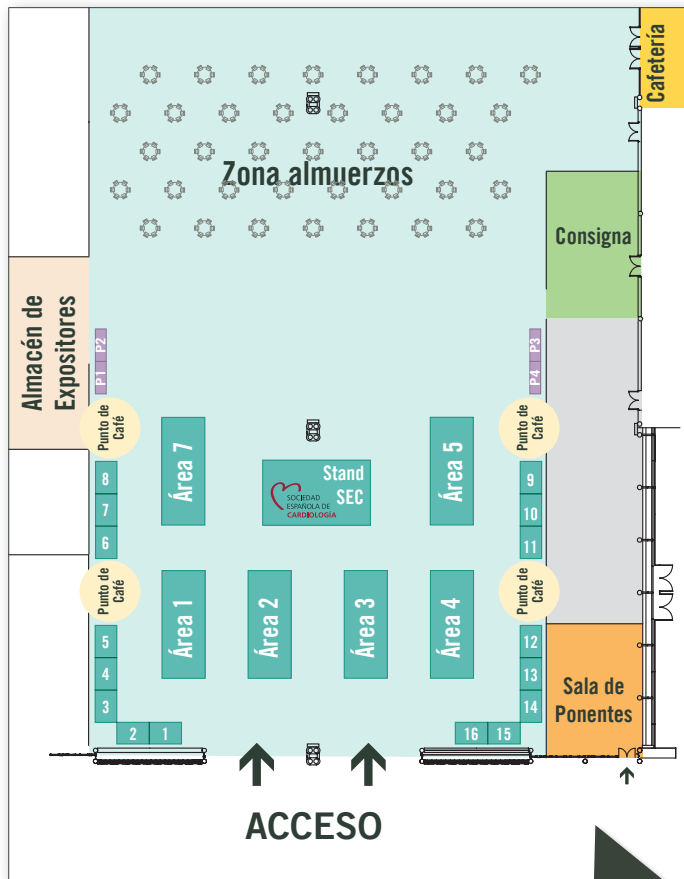 Cafetería
Zona almuerzos
Consigna
Almacén de
Expositores
P2
P1
P3
P4
Punto de
Café
Punto de
Café
Área 7
Stand
SEC
SOCIEDAD
ESPAÑOLA DE
CARDIOLOGÍA
Área 5
8
7
6
9
10
11
Punto de
Café
Punto de
Café
Área 1
Área 2
Área 3
Área 4
5
4
3
2
1
12
13
14
16
15
Sala de
Ponentes
ACCESO